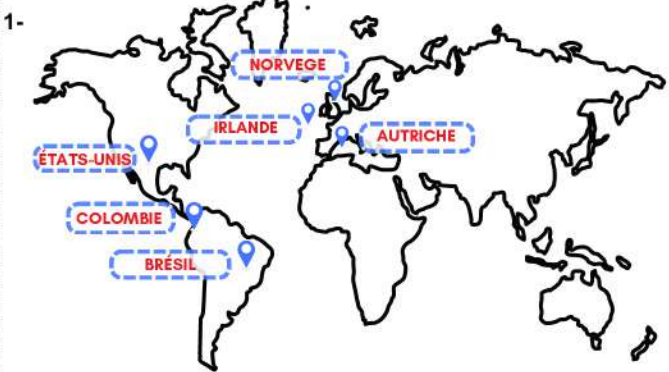 1-
NORVEGE
IRLANDE
AUTRICHE
ÉTATS-UNIS
COLOMBIE
BRÉSIL